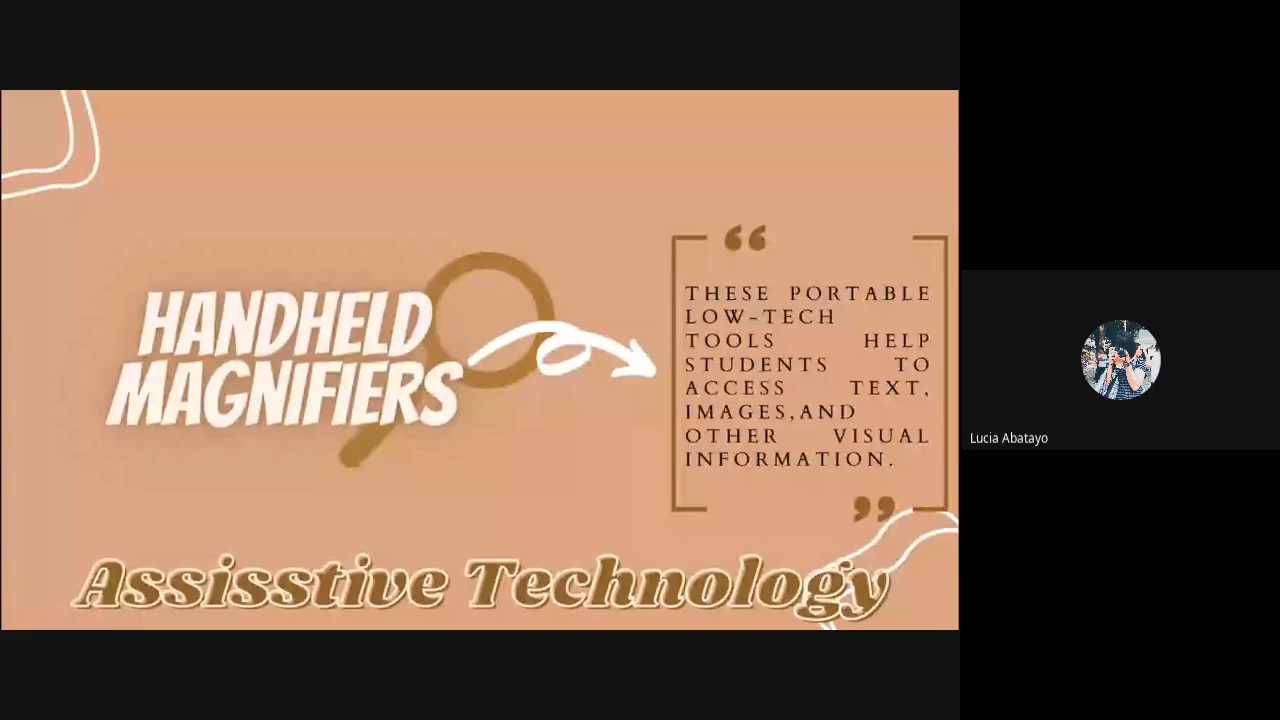 HANDHELD
MAGNIFIERS
“
THESE PORTABLE
LOW-TECH
TOOLS HELP
STUDENTS TO
ACCESS TEXT,
IMAGES,AND
OTHER VISUAL
INFORMATION.
”
Assisstive Technology
Lucia Abatayo